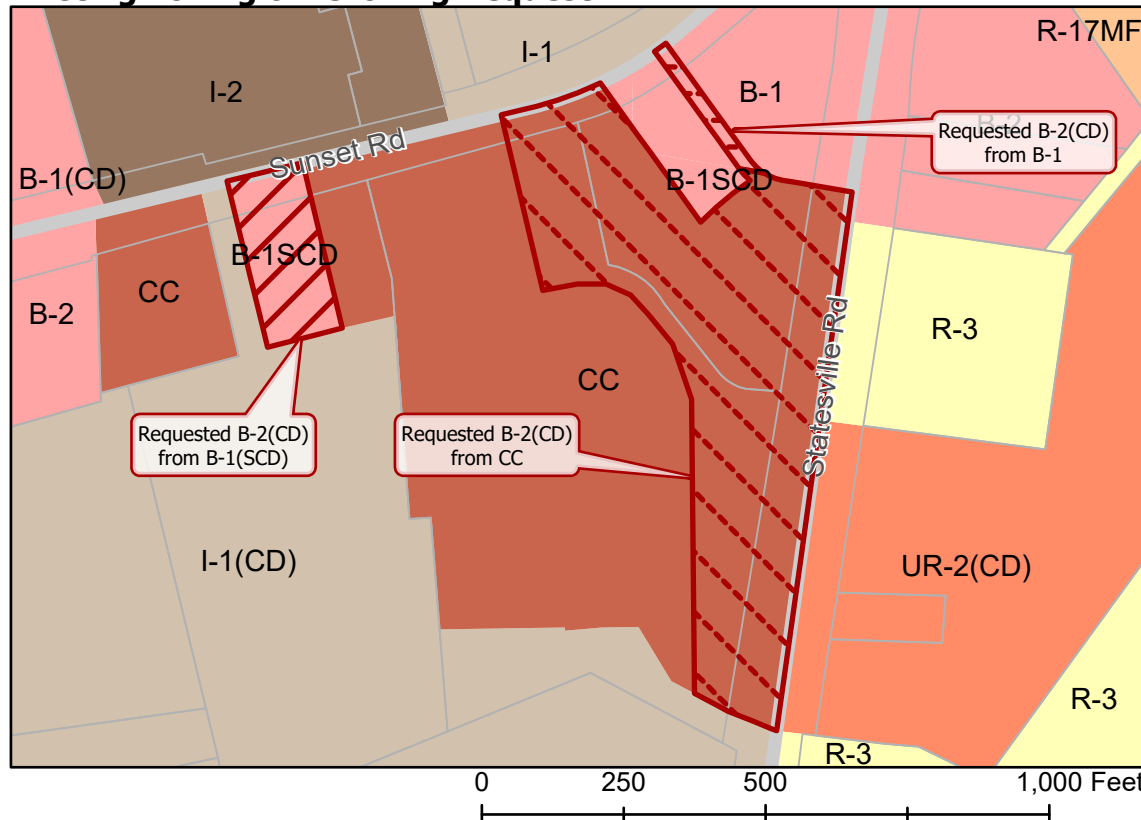 R-17MF
I-1
I-2
B-1
B-2
Requested B-2(CD)
from B-1
Sunset Rd
B-1(CD)
B-1SCD
B-1SCD
CC
B-2
R-3
Statesville Rd
CC
Requested B-2(CD)
from B-1(SCD)
Requested B-2(CD)
from CC
I-1(CD)
UR-2(CD)
R-3
R-3
0 250 500 1,000 Feet